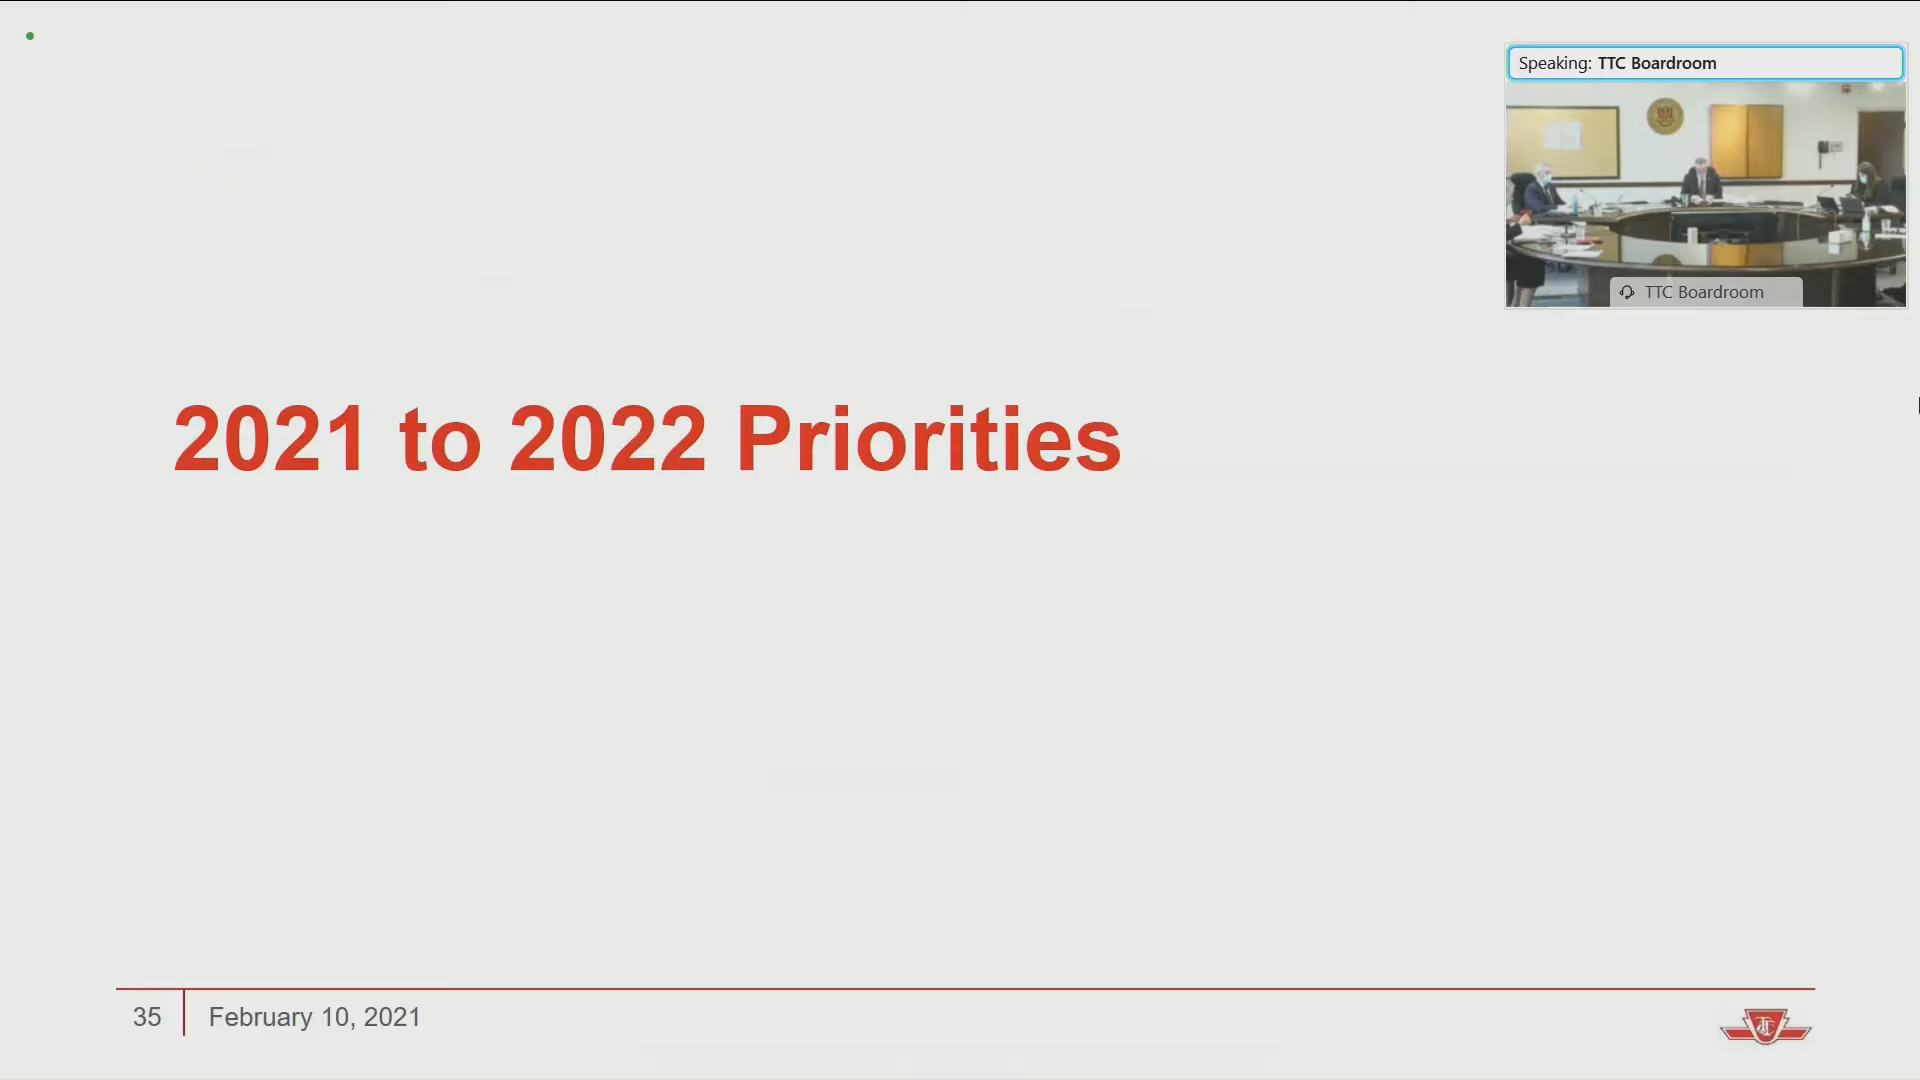 Speaking: TTC Boardroom
TTC Boardroom
2021 to 2022 Priorities
35
February 10, 2021